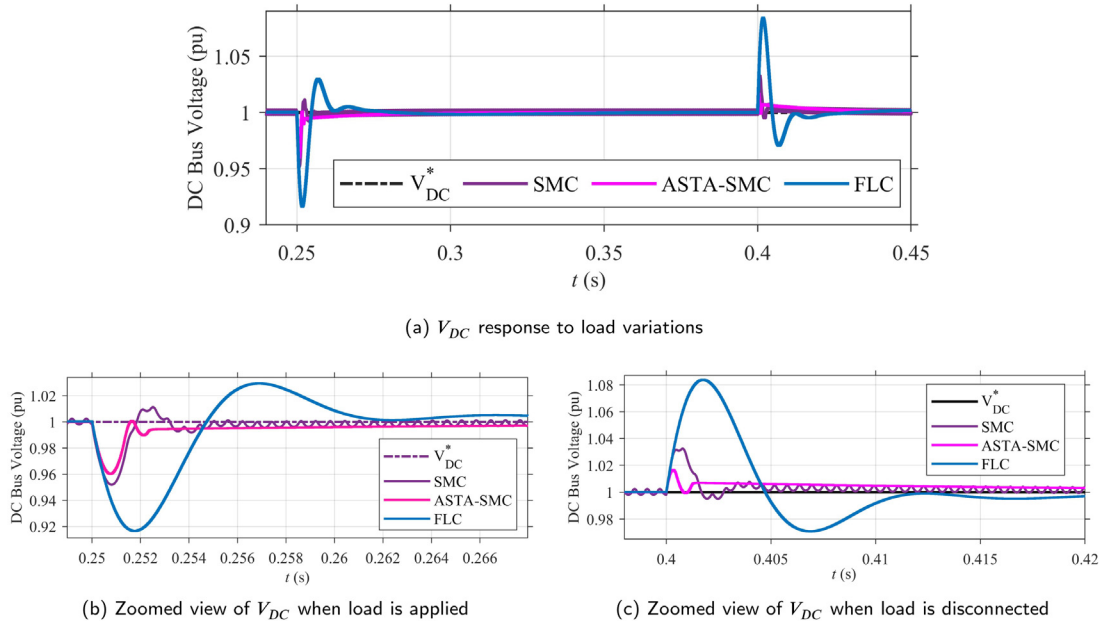 DC Bus Voltage (pu)
1.05
1
0.95
0.9
V*DC SMC ASTA-SMC FLC
0.25 0.3 0.35 0.4 0.45
t (s)
(a) VDC response to load variations
DC Bus Voltage (pu)
1.02
1
0.98
0.96
0.94
0.92
V*DC
SMC
ASTA-SMC
FLC
0.25 0.252 0.254 0.256 0.258 0.26 0.262 0.264 0.266
t (s)
(b) Zoomed view of VDC when load is applied
DC Bus Voltage (pu)
1.08
1.06
1.04
1.02
1
0.98
V*DC
SMC
ASTA-SMC
FLC
0.4 0.405 0.41 0.415 0.42
t (s)
(c) Zoomed view of VDC when load is disconnected